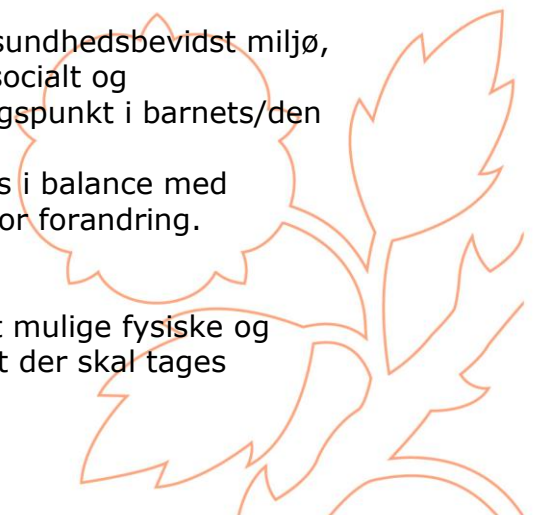 sundhedsbevidst miljø,
socialt og
gspunkt i barnets/den
s i balance med
or forandring.
t mulige fysiske og
t der skal tages